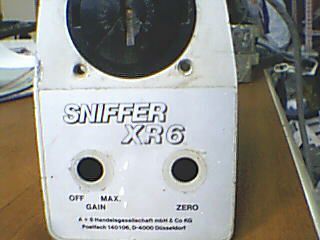 SNIFFER
XR6
OFF MAX.
GAIN ZERO
A + S Handelsgesellschaft mbH & Co KG
Postfach 140106, D-4000 Düsseldorf